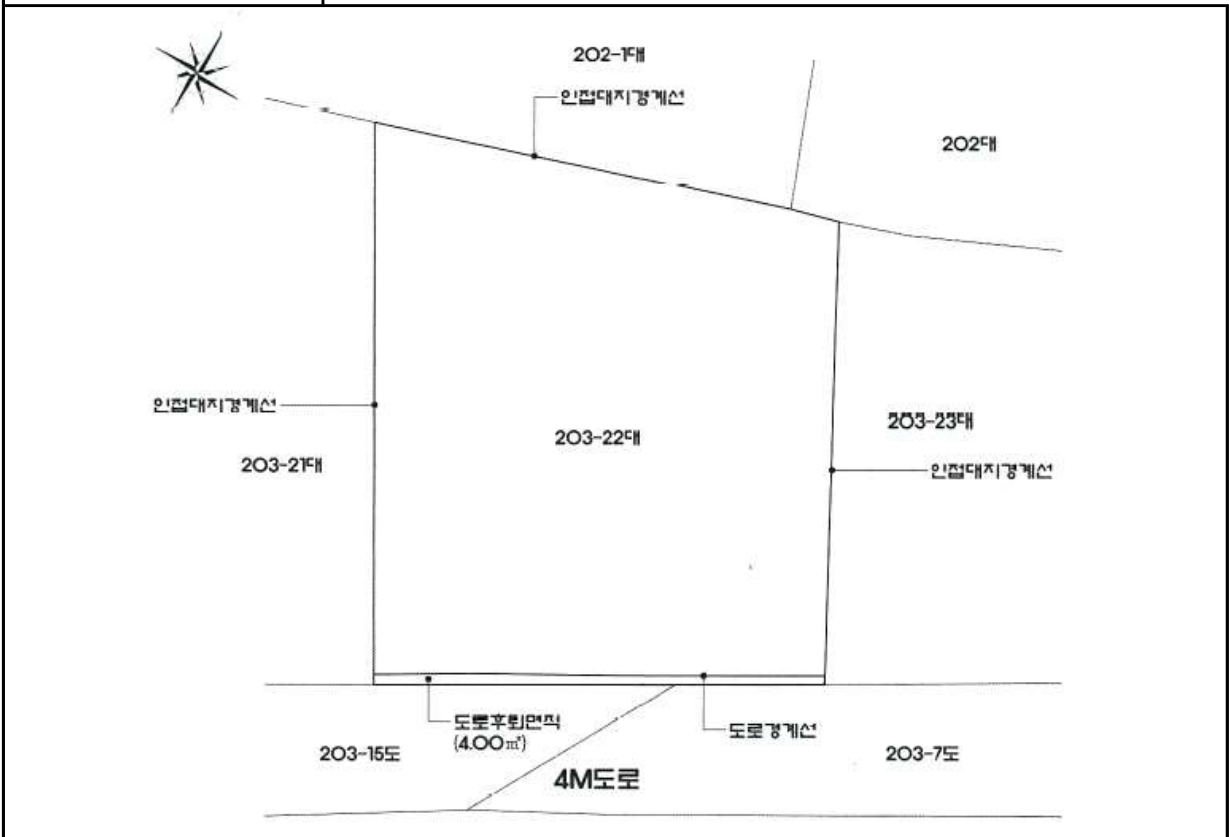 202-1대
인접대지경계선
202대
인접대지경계선
203-22대
203-23대
203-21대
인접대지경계선
도로후퇴면적
(4.00㎡)
도로경계선
203-15도
203-7도
4M도로